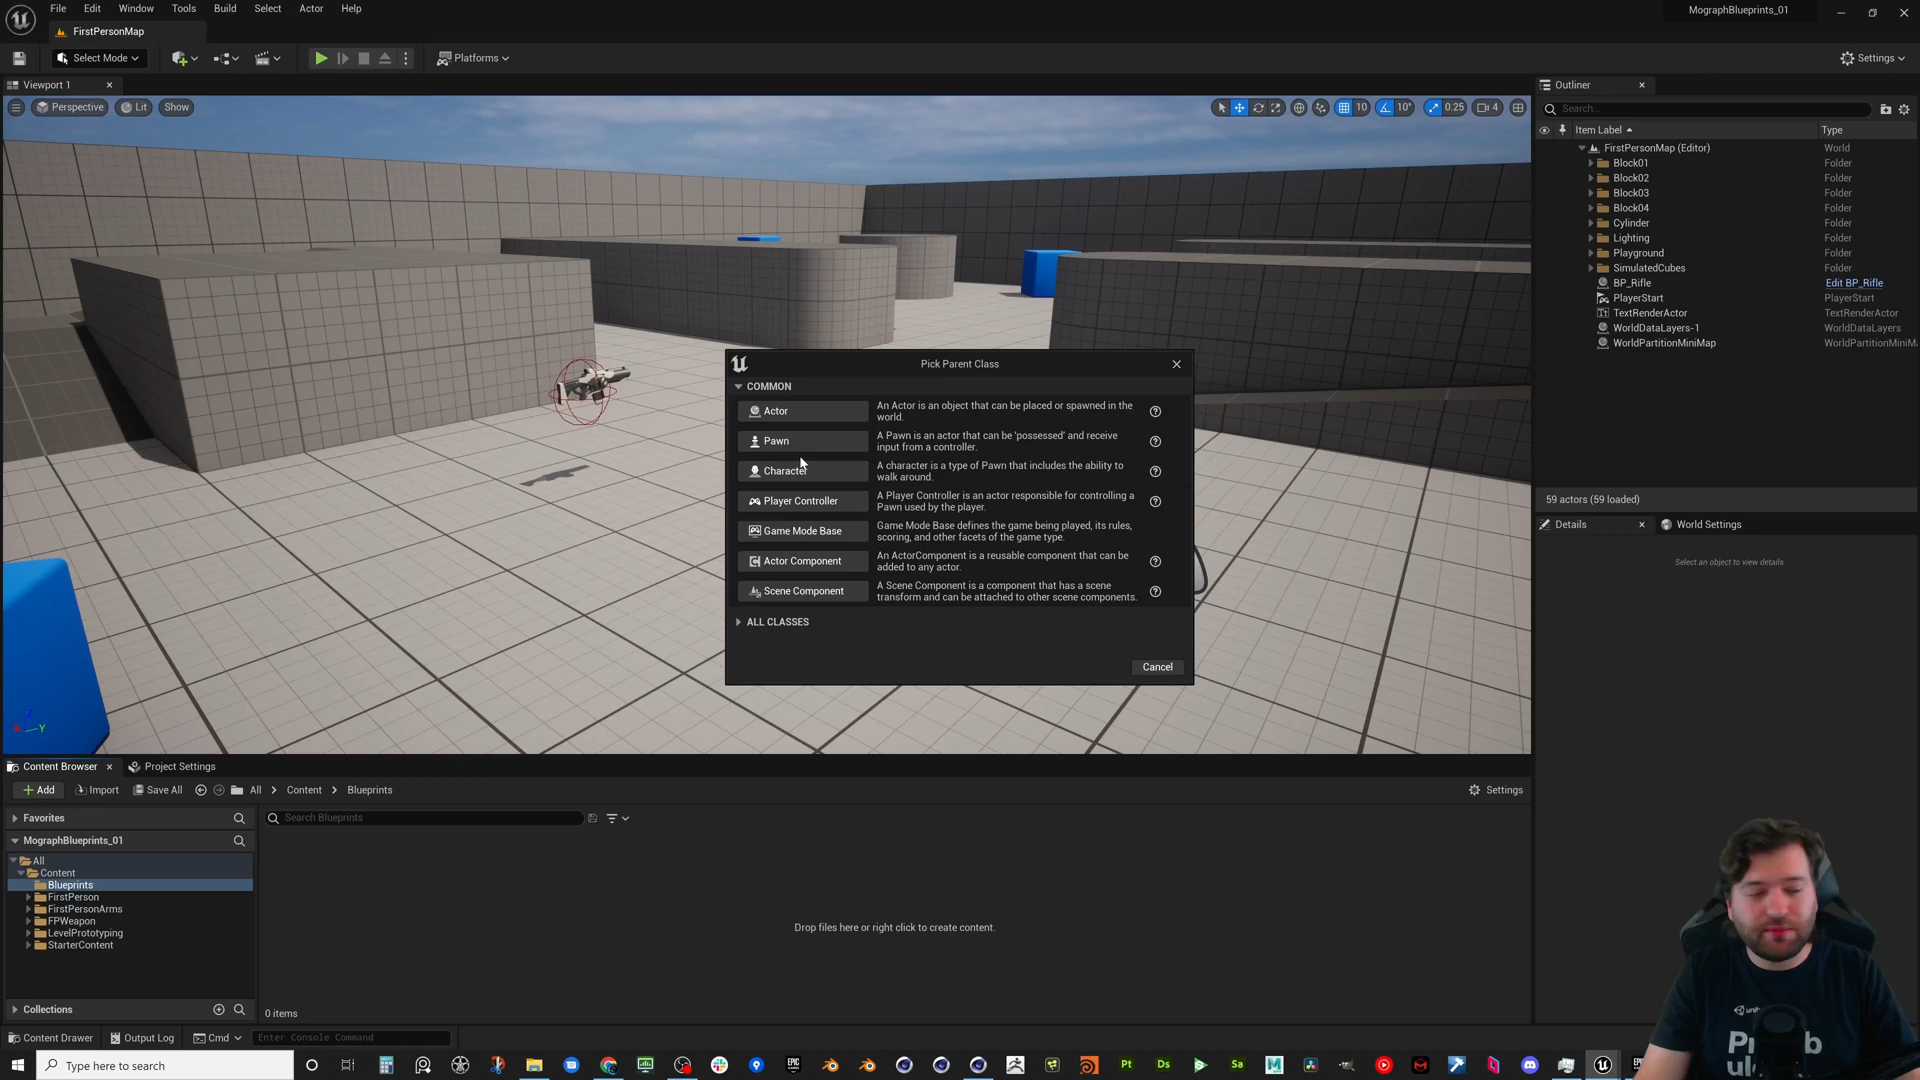 File Edit Window Tools Build Select Actor Help
MographBlueprints_01
FirstPersonMap
Select Mode
Platforms
Settings
Viewport 1
Perspective Lit Show
10 10° 0.25 4
Outliner
Search...
Item Label Type
FirstPersonMap (Editor) World
Block01 Folder
Block02 Folder
Block03 Folder
Block04 Folder
Cylinder Folder
Lighting Folder
Playground Folder
SimulatedCubes Folder
BP_Rifle Edit BP_Rifle
PlayerStart PlayerStart
TextRenderActor TextRenderActor
WorldDataLayers-1 WorldDataLayers
WorldPartitionMiniMap WorldPartitionMiniMa
59 actors (59 loaded)
Details World Settings
Select an object to view details.
Pick Parent Class
COMMON
Actor
An Actor is an object that can be placed or spawned in the
world.
Pawn
A Pawn is an actor that can be 'possessed' and receive
input from a controller.
Character
A character is a type of Pawn that includes the ability to
walk around.
Player Controller
A Player Controller is an actor responsible for controlling a
Pawn used by the player.
Game Mode Base
Game Mode Base defines the game being played, its rules,
scoring, and other facets of the game type.
Actor Component
An ActorComponent is a reusable component that can be
added to any actor.
Scene Component
A Scene Component is a component that has a scene
transform and can be attached to other scene components.
ALL CLASSES
Cancel
Z
X Y
Content Browser Project Settings
Add Import Save All All Content Blueprints
Settings
Favorites
Search Blueprints
MographBlueprints_01
All
Content
Blueprints
FirstPerson
FirstPersonArms
FPWeapon
LevelPrototyping
StarterContent
Drop files here or right click to create content.
Collections
0 items
Content Drawer Output Log Cmd Enter Console Command
Type here to search
EPIC GAMES
Pt Ds Sa